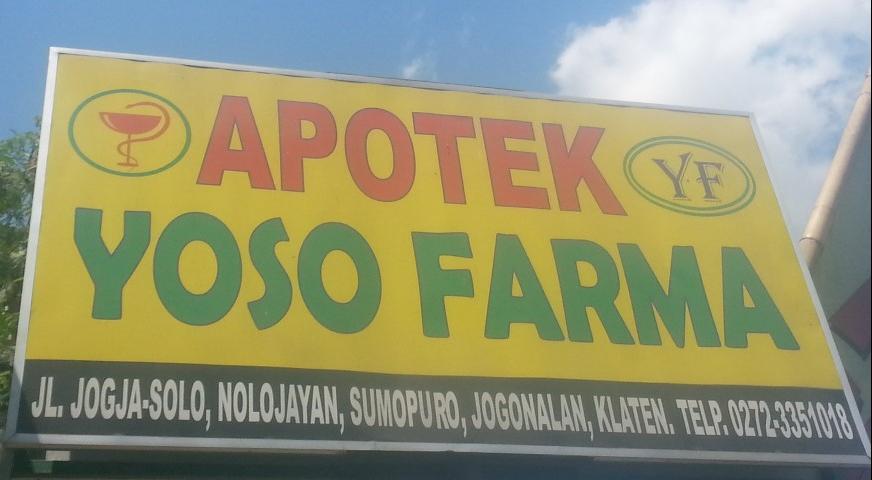 APOTEK
YF
YOSO FARMA
JL. JOGJA-SOLO, NOLOJAYAN, SUMOPURO, JOGONALAN, KLATEN. TELP. 0272-3351018